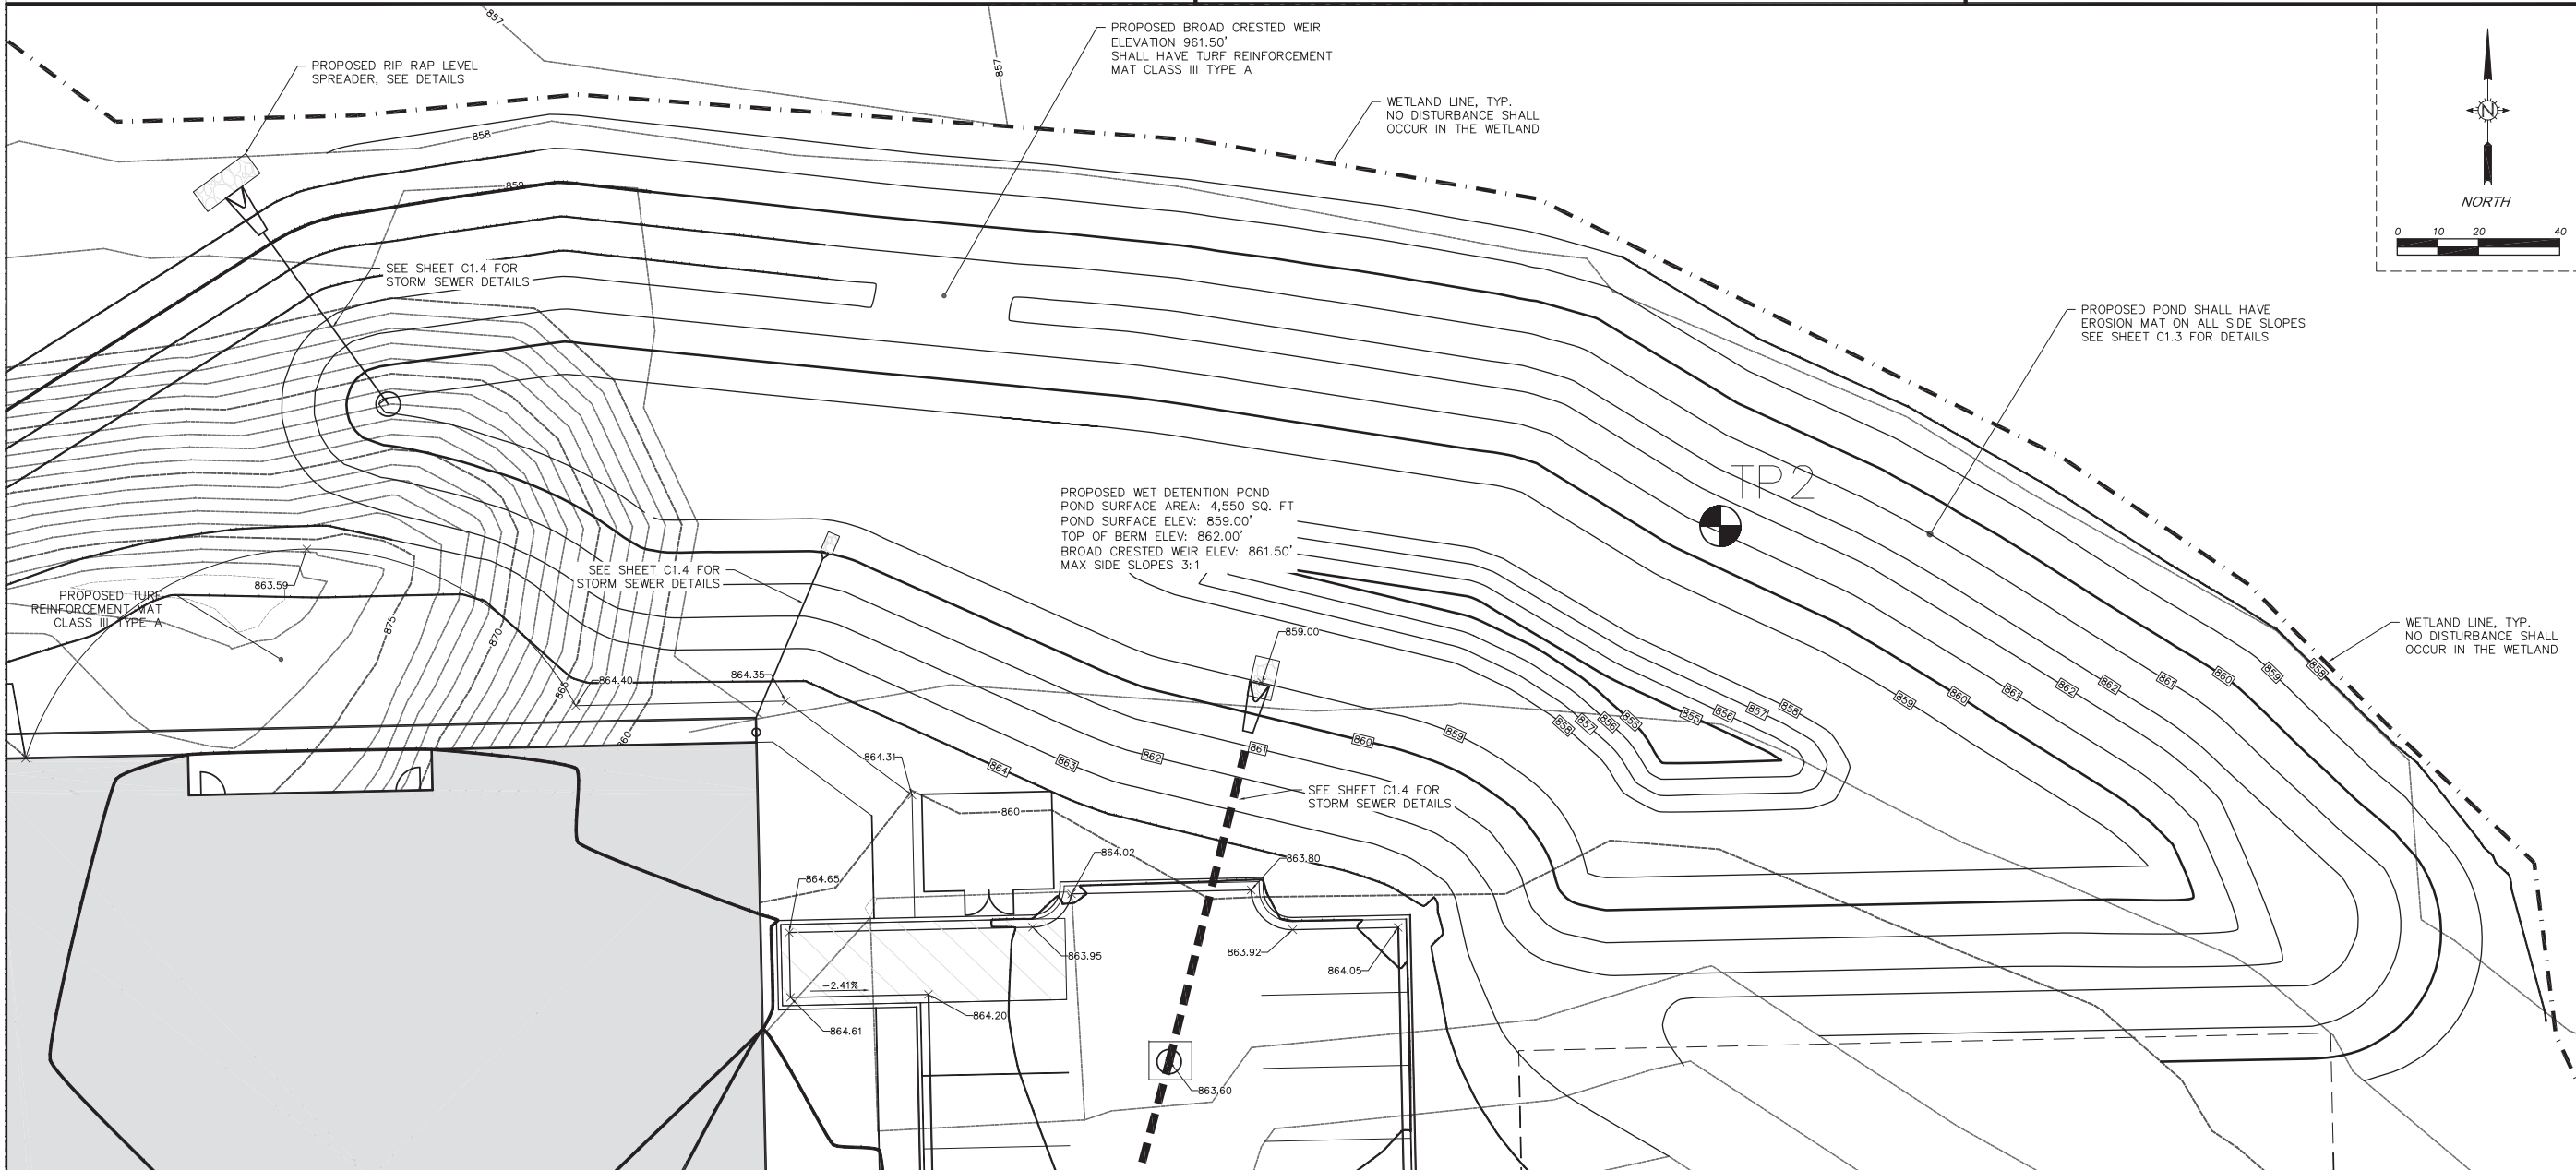 857
857
PROPOSED BROAD CRESTED WEIR
ELEVATION 961.50'
SHALL HAVE TURF REINFORCEMENT
MAT CLASS III TYPE A
PROPOSED RIP RAP LEVEL
SPREADER, SEE DETAILS
WETLAND LINE, TYP.
NO DISTURBANCE SHALL
OCCUR IN THE WETLAND
N
NORTH
0 10 20 40
858
859
SEE SHEET C1.4 FOR
STORM SEWER DETAILS
PROPOSED POND SHALL HAVE
EROSION MAT ON ALL SIDE SLOPES
SEE SHEET C1.3 FOR DETAILS
TP 2
PROPOSED WET DETENTION POND
POND SURFACE AREA: 4,550 SQ. FT
POND SURFACE ELEV: 859.00'
TOP OF BERM ELEV: 862.00'
BROAD CRESTED WEIR ELEV: 861.50'
MAX SIDE SLOPES 3:1
SEE SHEET C1.4 FOR
STORM SEWER DETAILS
863.59
PROPOSED TURF
REINFORCEMENT MAT
CLASS III TYPE A
875
870
865
860
864.40
864.35
859.00
WETLAND LINE, TYP.
NO DISTURBANCE SHALL
OCCUR IN THE WETLAND
864
863
862
861
860
859
858
857
856
855
855
856
857
858
859
860
861
862
862
861
860
859
858
864.31
SEE SHEET C1.4 FOR
STORM SEWER DETAILS
860
864.02
863.80
864.65
863.95
863.92
864.05
-2.41%
864.20
864.61
863.60